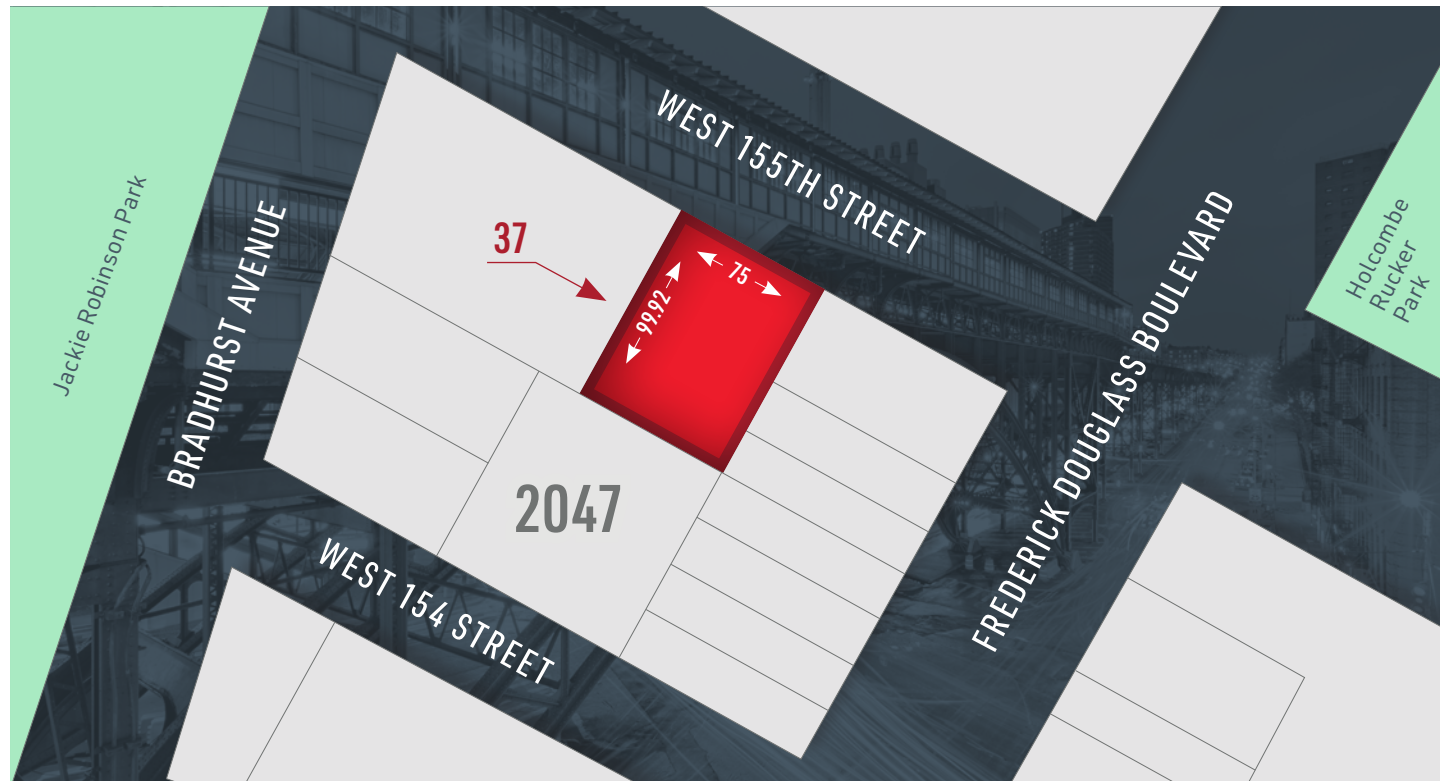 WEST 155TH STREET
Jackie Robinson Park
BRADHURST AVENUE
37
75
99.92
FREDERICK DOUGLASS BOULEVARD
Holcombe
Rucker
Park
2047
WEST 154 STREET